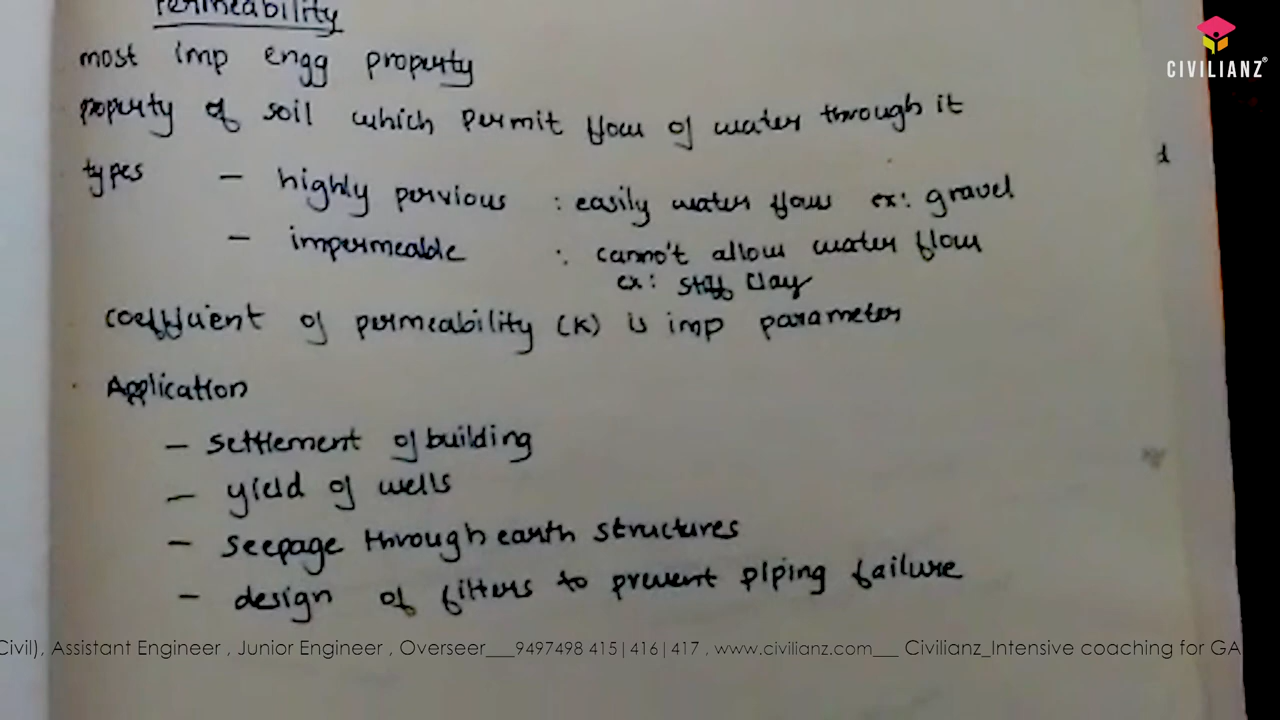 Permeability
CIVILIANZ®
most imp engg property
property of soil which permit flow of water through it
types – highly pervious : easily water flows ex: gravel
– impermeable : cannot allow water flow
ex: stiff clay
coefficient of permeability (K) is imp parameter
Application
– settlement of building
– yield of wells
– seepage through earth structures
– design of filters to prevent piping failure
Civil), Assistant Engineer , Junior Engineer , Overseer___9497498 415|416|417 , www.civilianz.com___ Civilianz_Intensive coaching for GA